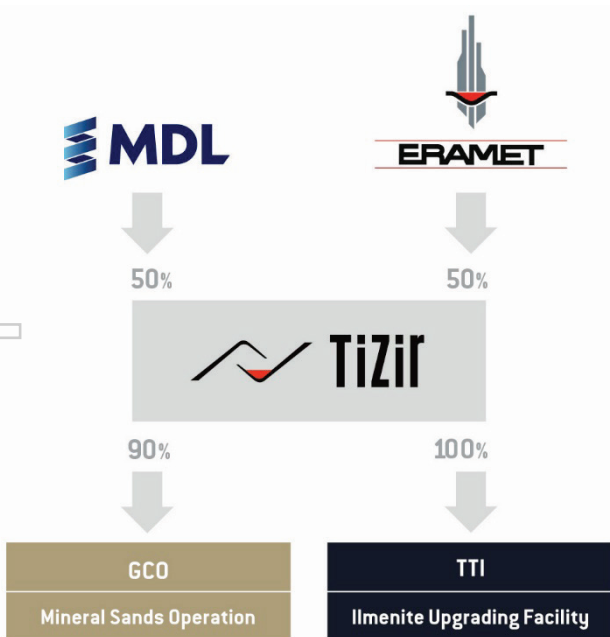 MDL
ERAMET
50%
50%
TiZir
90%
100%
GCO
TTI
Mineral Sands Operation
Ilmenite Upgrading Facility